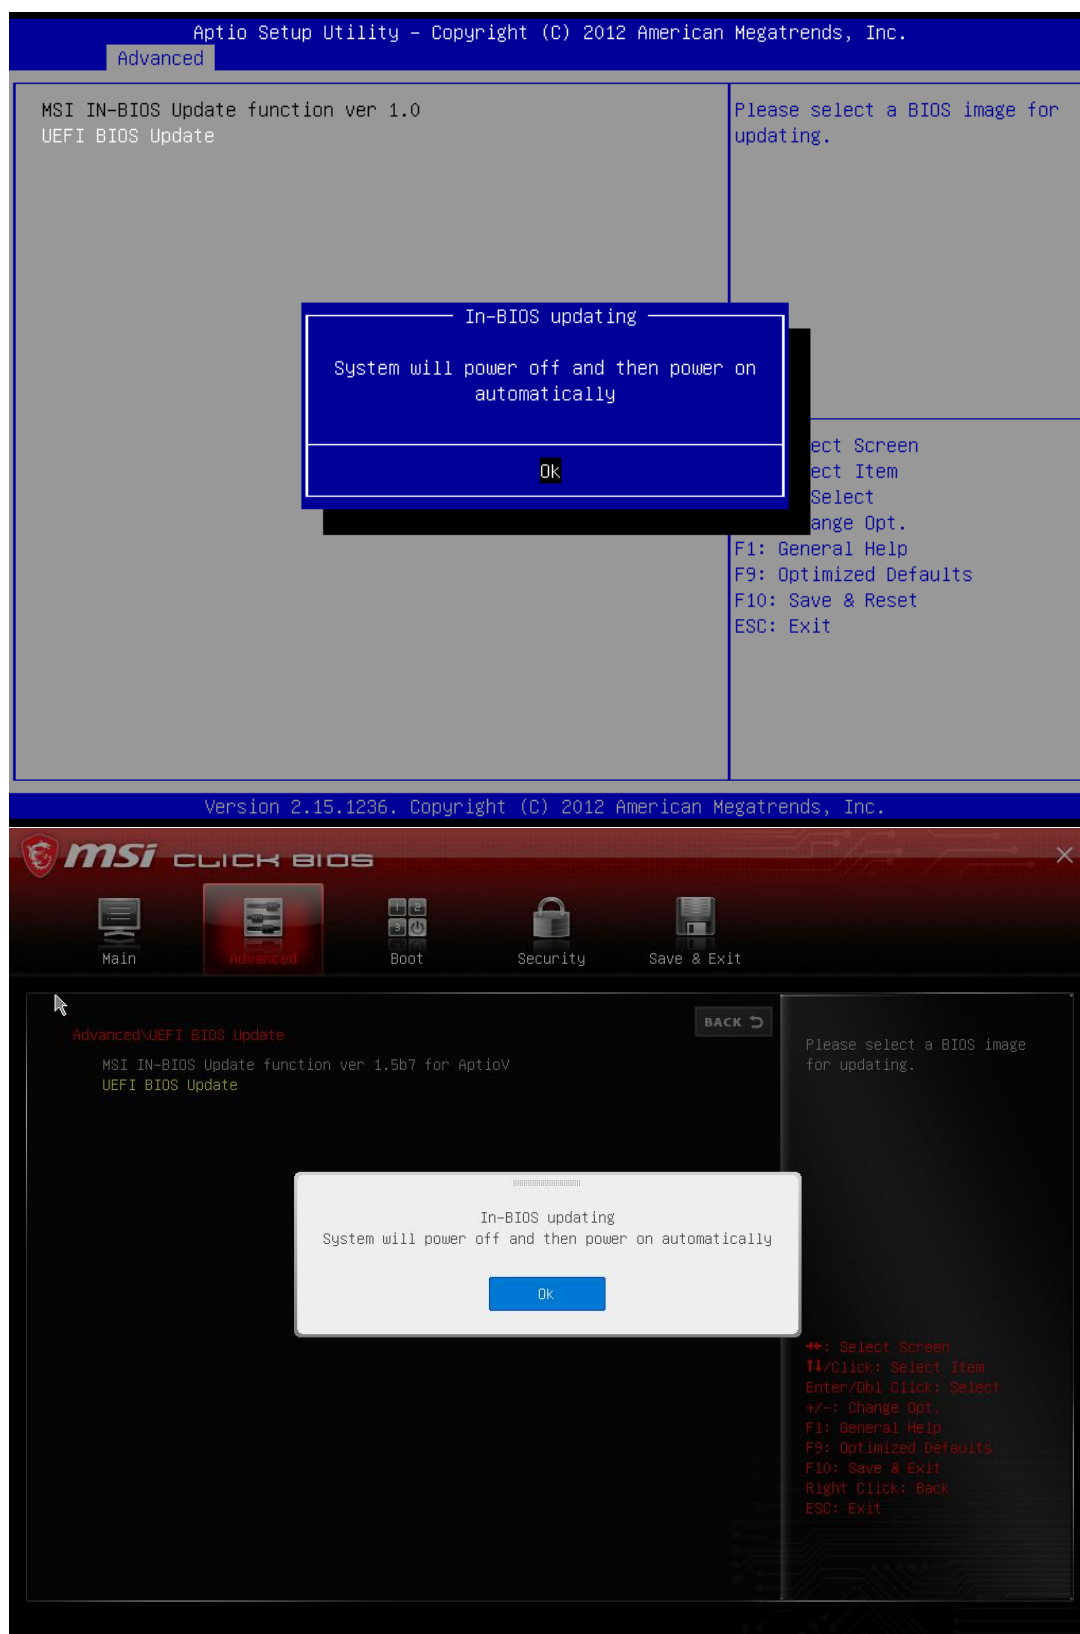 Aptio Setup Utility – Copyright (C) 2012 American Megatrends, Inc.
Advanced
MSI IN–BIOS Update function ver 1.0
UEFI BIOS Update
Please select a BIOS image for
updating.
In–BIOS updating
System will power off and then power on
automatically
Ok
ect Screen
ect Item
Select
ange Opt.
F1: General Help
F9: Optimized Defaults
F10: Save & Reset
ESC: Exit
Version 2.15.1236. Copyright (C) 2012 American Megatrends, Inc.
msi CLICK BIOS
Main
Advanced
Boot
Security
Save & Exit
BACK
Advanced\UEFI BIOS Update
MSI IN–BIOS Update function ver 1.5b7 for AptioV
UEFI BIOS Update
Please select a BIOS image
for updating.
In–BIOS updating
System will power off and then power on automatically
Ok
→←: Select Screen
↑↓/Click: Select Item
Enter/Dbl Click: Select
+/–: Change Opt.
F1: General Help
F9: Optimized Defaults
F10: Save & Exit
Right Click: Back
ESC: Exit